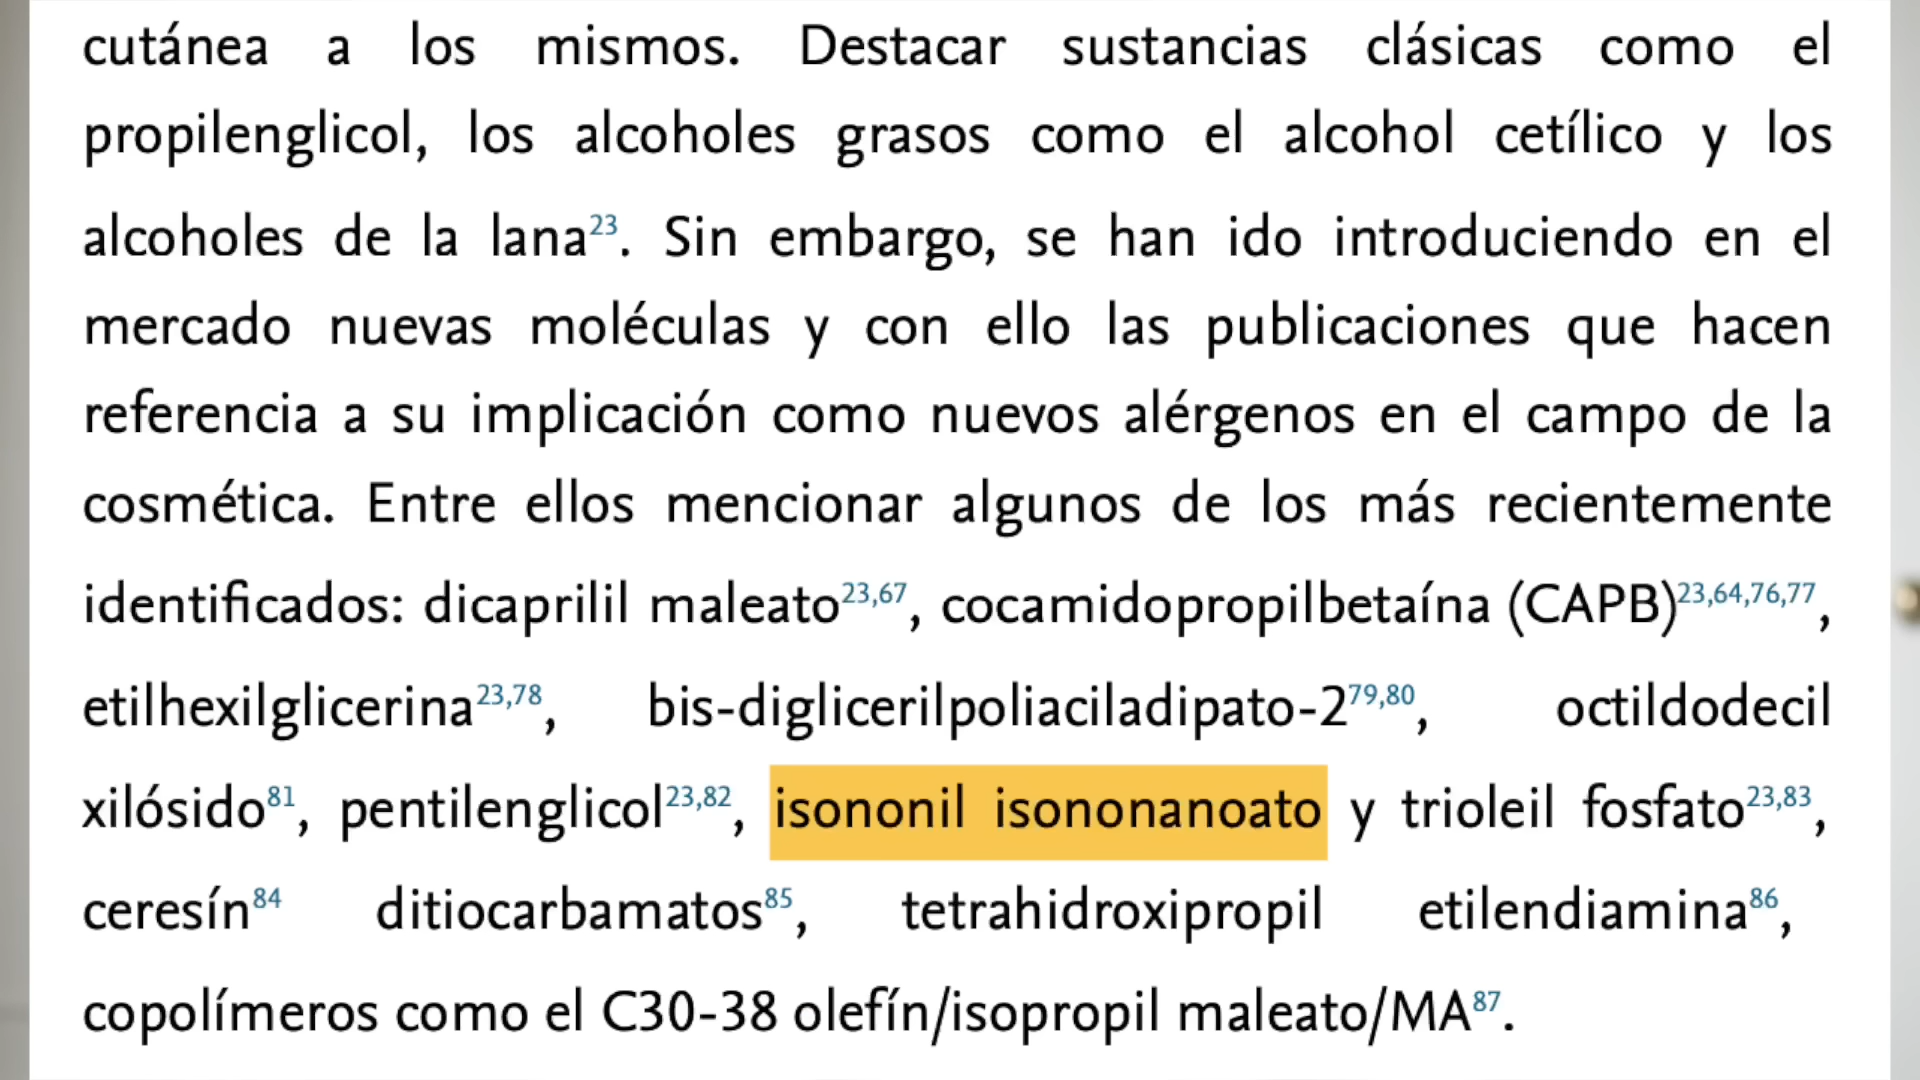 cutánea a los mismos. Destacar sustancias clásicas como el
propilenglicol, los alcoholes grasos como el alcohol cetílico y los
alcoholes de la lana23. Sin embargo, se han ido introduciendo en el
mercado nuevas moléculas y con ello las publicaciones que hacen
referencia a su implicación como nuevos alérgenos en el campo de la
cosmética. Entre ellos mencionar algunos de los más recientemente
identificados: dicaprilil maleato23,67, cocamidopropilbetaína (CAPB)23,64,76,77,
etilhexilglicerina23,78, bis-diglicerilpoliaciladipato-279,80, octildodecil
xilósido81, pentilenglicol23,82, isononil isononanoato y trioleil fosfato23,83,
ceresín84 ditiocarbamatos85, tetrahidroxipropil etilendiamina86,
copolímeros como el C30-38 olefín/isopropil maleato/MA87.